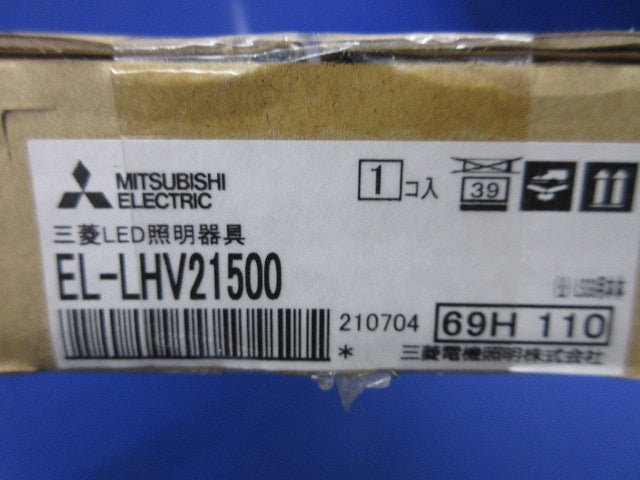 MITSUBISHI
ELECTRIC
1 コ入
39
三菱LED照明器具
EL-LHV21500
210704
69H 110
*
三菱電機照明株式会社